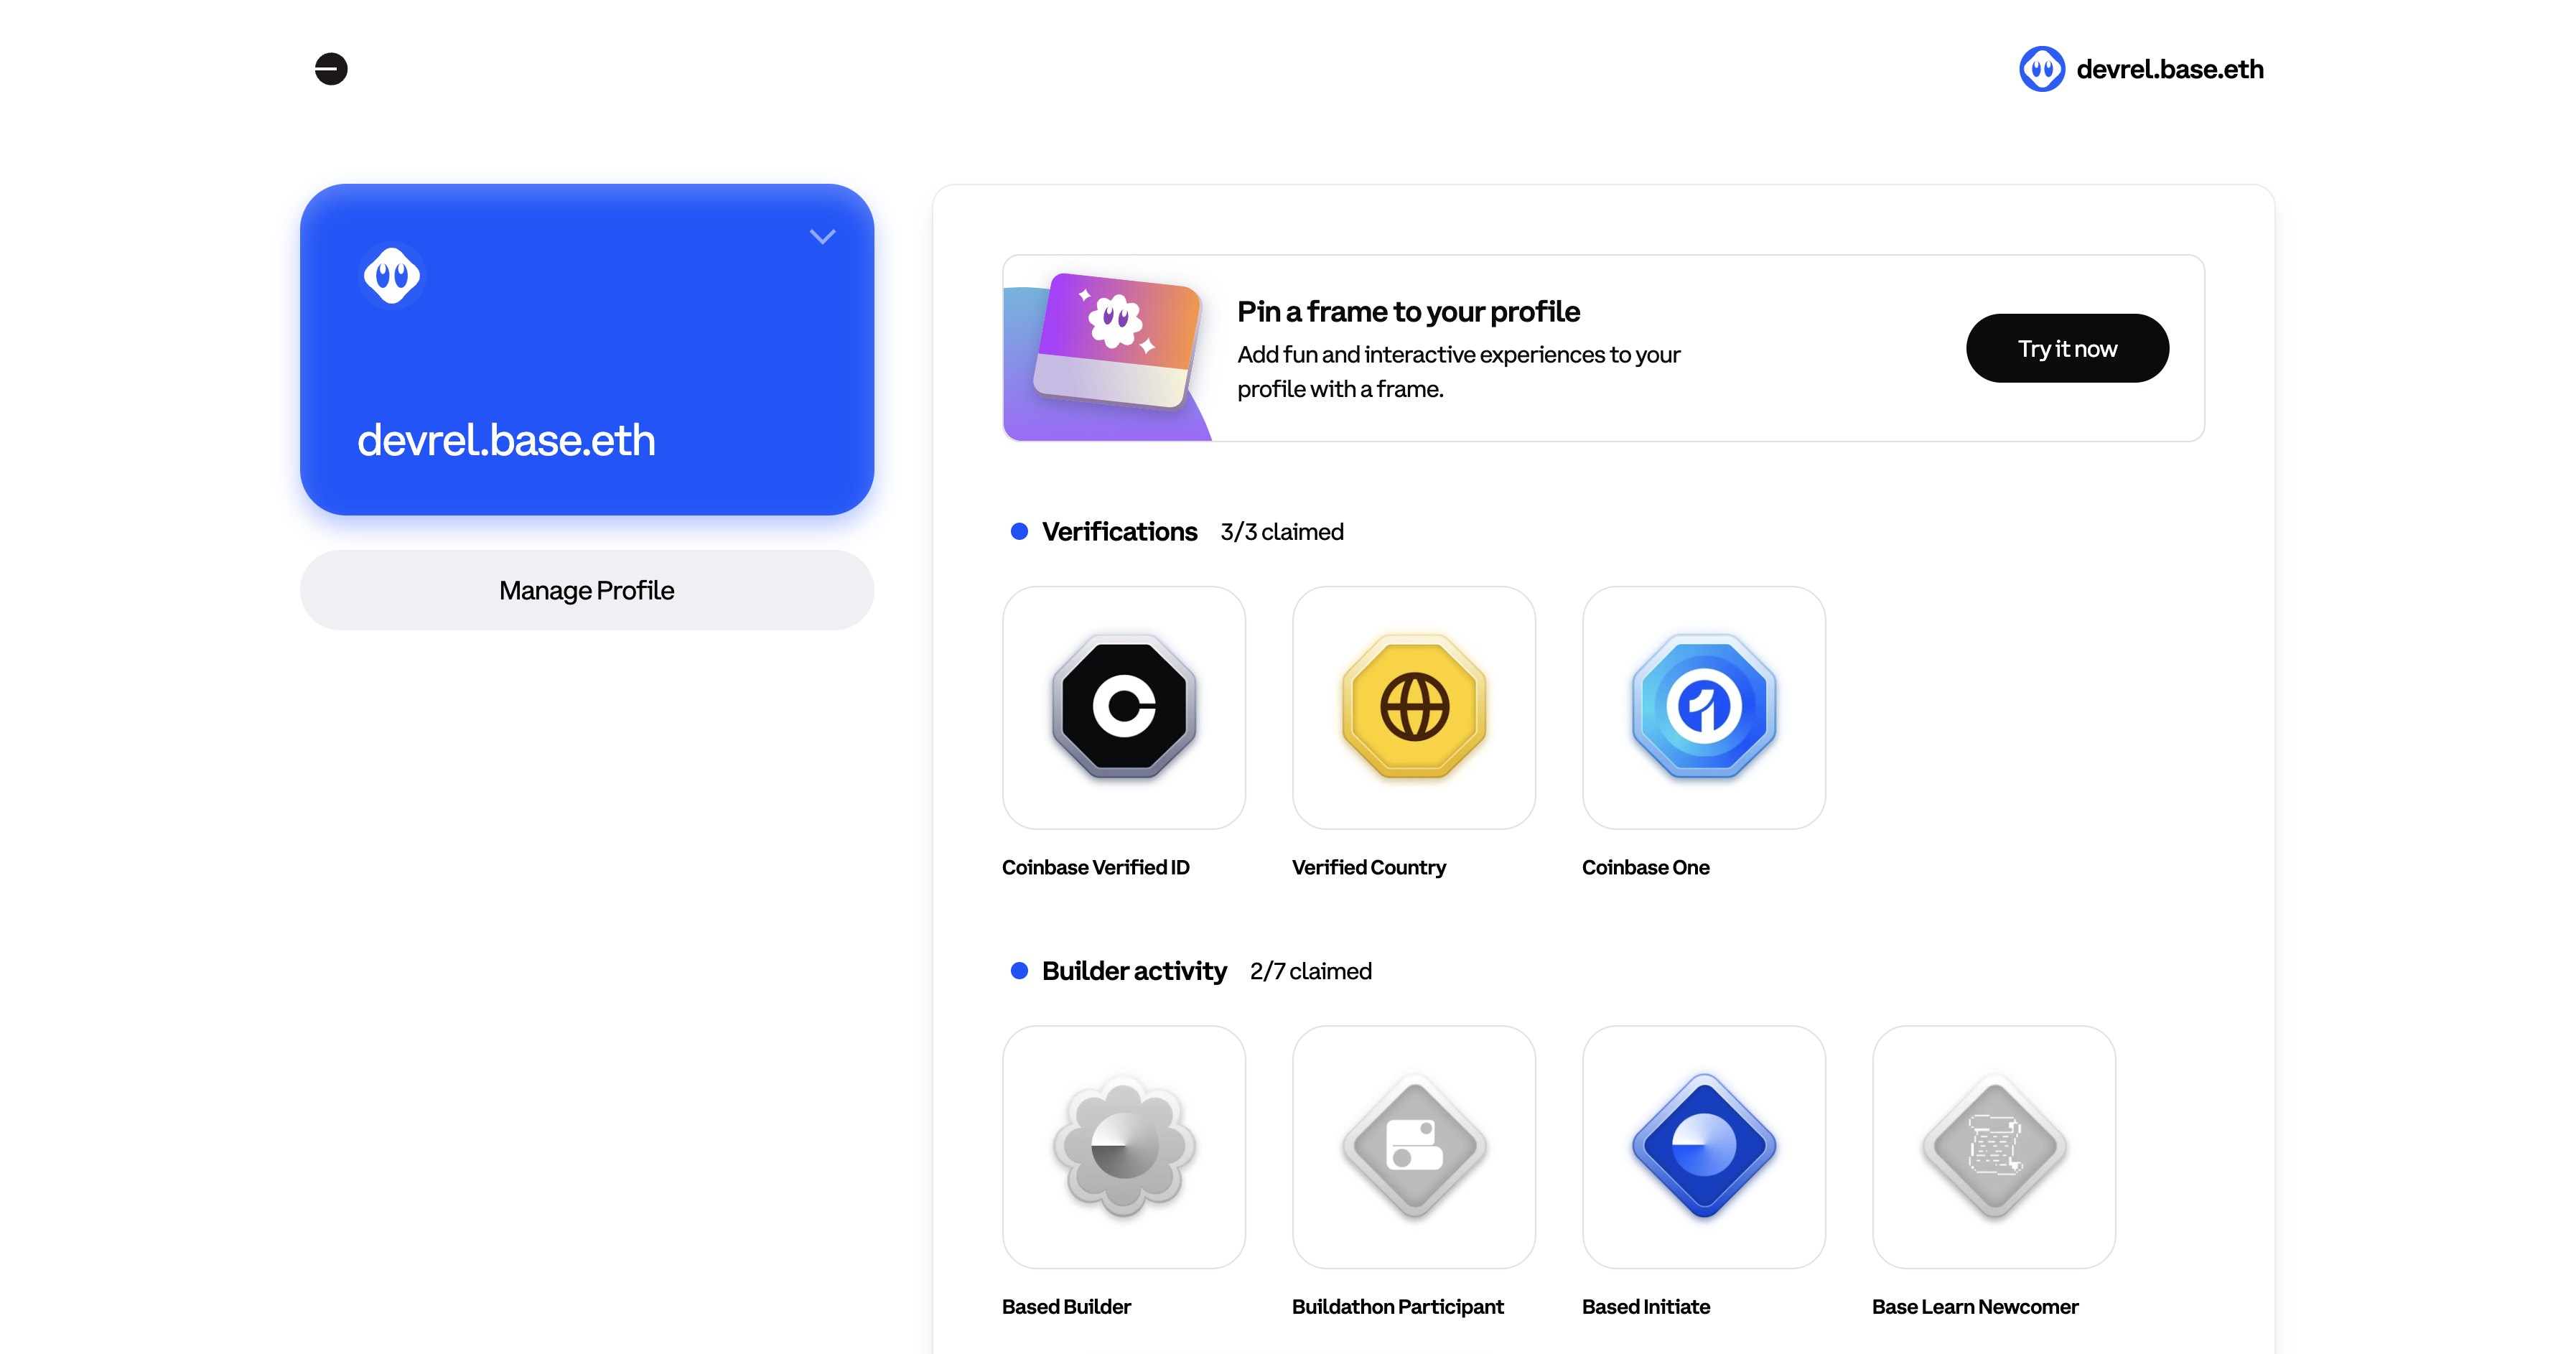 devrel.base.eth
devrel.base.eth
Manage Profile
Pin a frame to your profile
Add fun and interactive experiences to your
profile with a frame.
Try it now
Verifications 3/3 claimed
Coinbase Verified ID
Verified Country
Coinbase One
Builder activity 2/7 claimed
Based Builder
Buildathon Participant
Based Initiate
Base Learn Newcomer